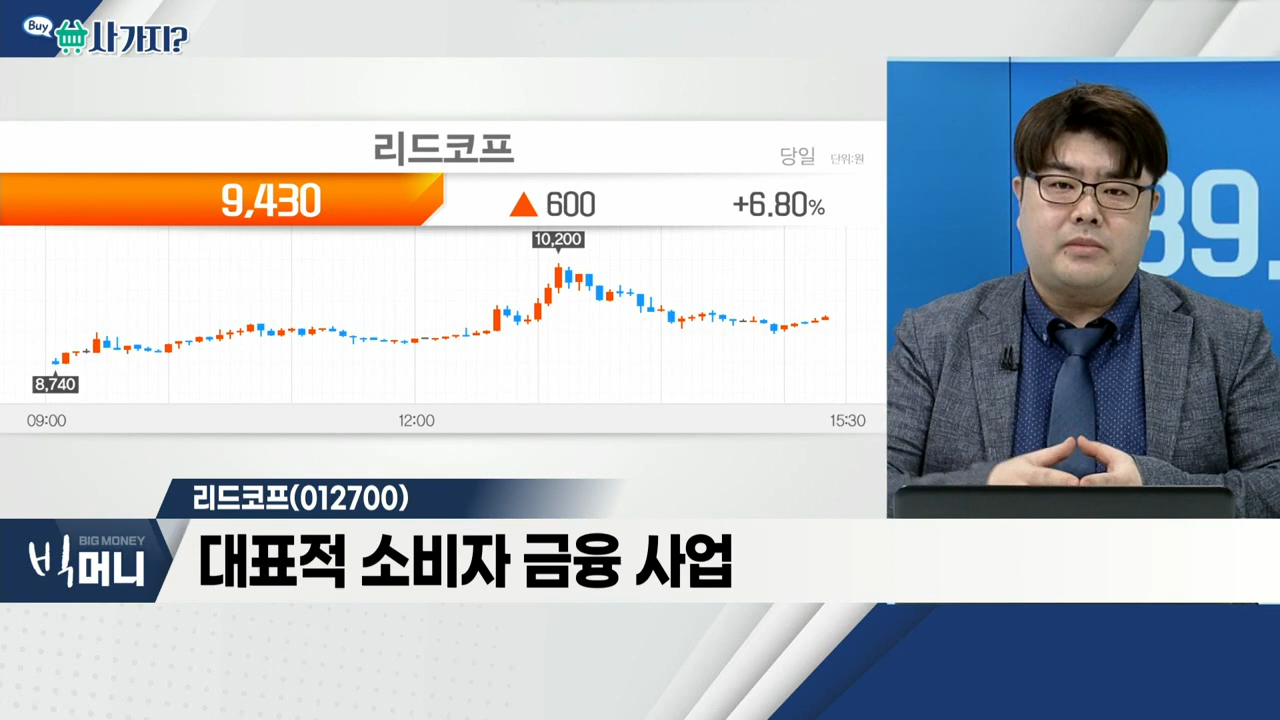 Buy
사가지?
리드코프
당일 단위:원
9,430 ▲ 600 +6.80%
10,200
8,740
09:00 12:00 15:30
39.
리드코프(012700)
BIG MONEY
빅머니
대표적 소비자 금융 사업